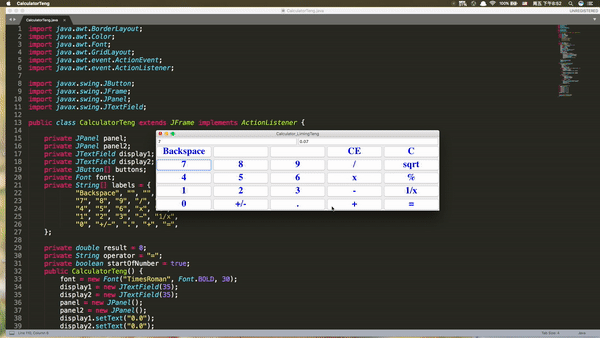 CalculatorTeng
100%
周五下午6:52
CalculatorTeng.java
UNREGISTERED
CalculatorTeng.java
1 import java.awt.BorderLayout;
2 import java.awt.Color;
3 import java.awt.Font;
4 import java.awt.GridLayout;
5 import java.awt.event.ActionEvent;
6 import java.awt.event.ActionListener;
7
8 import javax.swing.JButton;
9 import javax.swing.JFrame;
10 import javax.swing.JPanel;
11 import javax.swing.JTextField;
12
13 public class CalculatorTeng extends JFrame implements ActionListener {
14
15 private JPanel panel;
16 private JPanel panel2;
17 private JTextField display1;
18 private JTextField display2;
19 private JButton[] buttons;
20 private Font font;
21 private String[] labels = {
22 "Backspace", "", "",
23 "7", "8", "9", "/",
24 "4", "5", "6", "x",
25 "1", "2", "3", "-", "1/x",
26 "0", "+/-", ".", "+", "=",
27 };
28
29
30 private double result = 0;
31 private String operator = "=";
31 private boolean startOfNumber = true;
32 public CalculatorTeng() {
33 font = new Font("TimesRoman", Font.BOLD, 30);
34 display1 = new JTextField(35);
35 display2 = new JTextField(35);
36 panel = new JPanel();
37 panel2 = new JPanel();
38 display1.setText("0.0");
39 display2.setText("0.0");
Calculator_LimingTeng
7
0.07
Backspace CE C
7 8 9 / sqrt
4 5 6 x %
1 2 3 - 1/x
0 +/- . + =
Tab Size: 4
Java